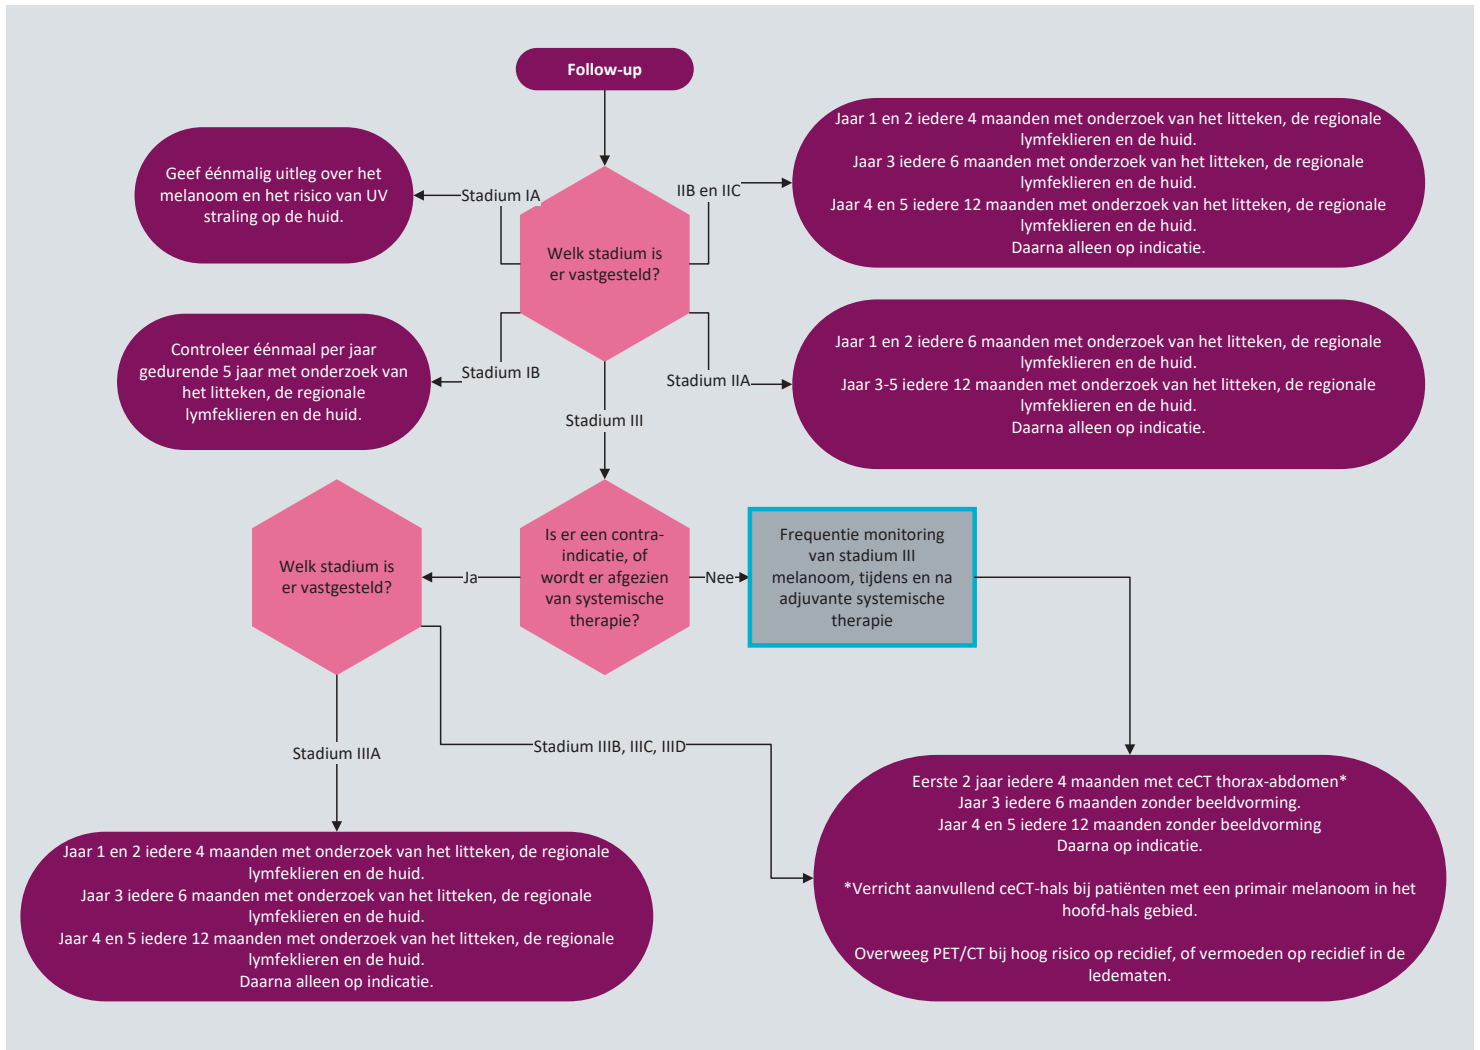 Follow-up
Geef éénmalig uitleg over het
melanoom en het risico van UV
straling op de huid.
Stadium IA
IIB en IIC
Jaar 1 en 2 iedere 4 maanden met onderzoek van het litteken, de regionale
lymfeklieren en de huid.
Jaar 3 iedere 6 maanden met onderzoek van het litteken, de regionale
lymfeklieren en de huid.
Jaar 4 en 5 iedere 12 maanden met onderzoek van het litteken, de regionale
lymfeklieren en de huid.
Daarna alleen op indicatie.
Welk stadium is
er vastgesteld?
Controleer éénmaal per jaar
gedurende 5 jaar met onderzoek van
het litteken, de regionale
lymfeklieren en de huid.
Stadium IB
Stadium IIA
Jaar 1 en 2 iedere 6 maanden met onderzoek van het litteken, de regionale
lymfeklieren en de huid.
Jaar 3-5 iedere 12 maanden met onderzoek van het litteken, de regionale
lymfeklieren en de huid.
Daarna alleen op indicatie.
Stadium III
Welk stadium is
er vastgesteld?
Ja
Is er een contra-
indicatie, of
wordt er afgezien
van systemische
therapie?
Nee
Frequentie monitoring
van stadium III
melanoom, tijdens en na
adjuvante systemische
therapie
Stadium IIIA
Stadium IIIB, IIIC, IIID
Jaar 1 en 2 iedere 4 maanden met onderzoek van het litteken, de regionale
lymfeklieren en de huid.
Jaar 3 iedere 6 maanden met onderzoek van het litteken, de regionale
lymfeklieren en de huid.
Jaar 4 en 5 iedere 12 maanden met onderzoek van het litteken, de regionale
lymfeklieren en de huid.
Daarna alleen op indicatie.
Eerste 2 jaar iedere 4 maanden met ceCT thorax-abdomen*
Jaar 3 iedere 6 maanden zonder beeldvorming.
Jaar 4 en 5 iedere 12 maanden zonder beeldvorming
Daarna op indicatie.
*Verricht aanvullend ceCT-hals bij patiënten met een primair melanoom in het
hoofd-hals gebied.
Overweeg PET/CT bij hoog risico op recidief, of vermoeden op recidief in de
ledematen.